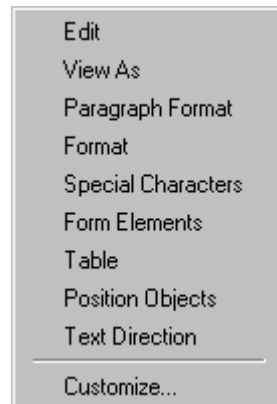 Edit
View As
Paragraph Format
Format
Special Characters
Form Elements
Table
Position Objects
Text Direction
Customize...